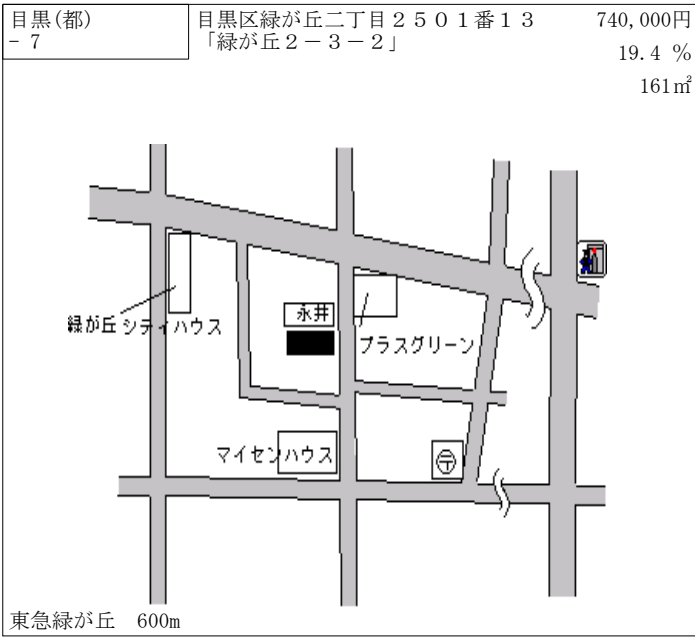 目黒(都)
- 7
目黒区緑が丘二丁目２５０１番１３
「緑が丘２－３－２」
740,000円
19.4 %
161㎡
緑が丘シティハウス
永井
プラスグリーン
マイセンハウス
〒
東急緑が丘　600m